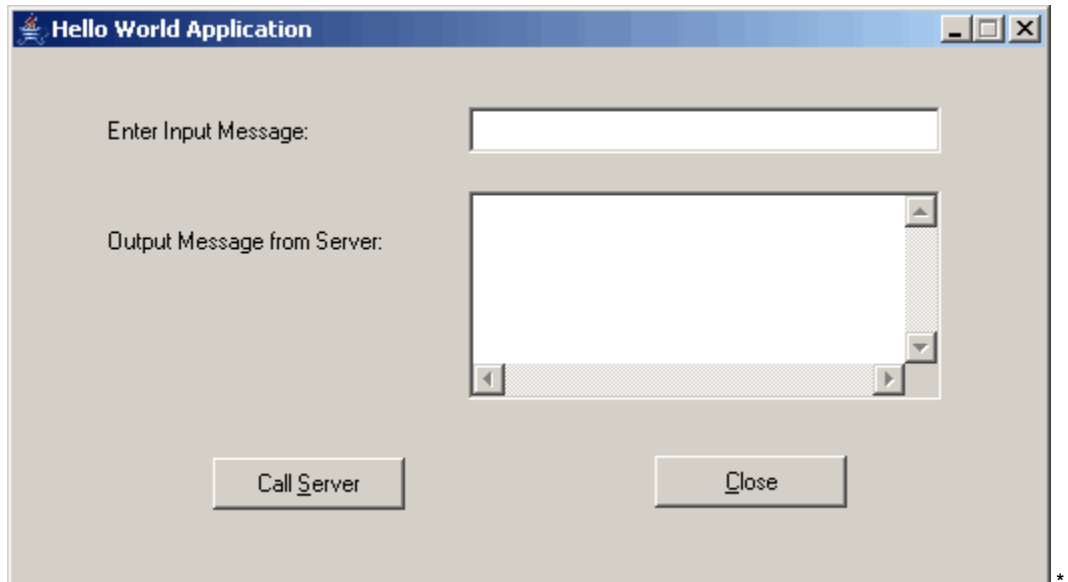 Hello World Application
Enter Input Message:
Output Message from Server:
Call Server
Close
*